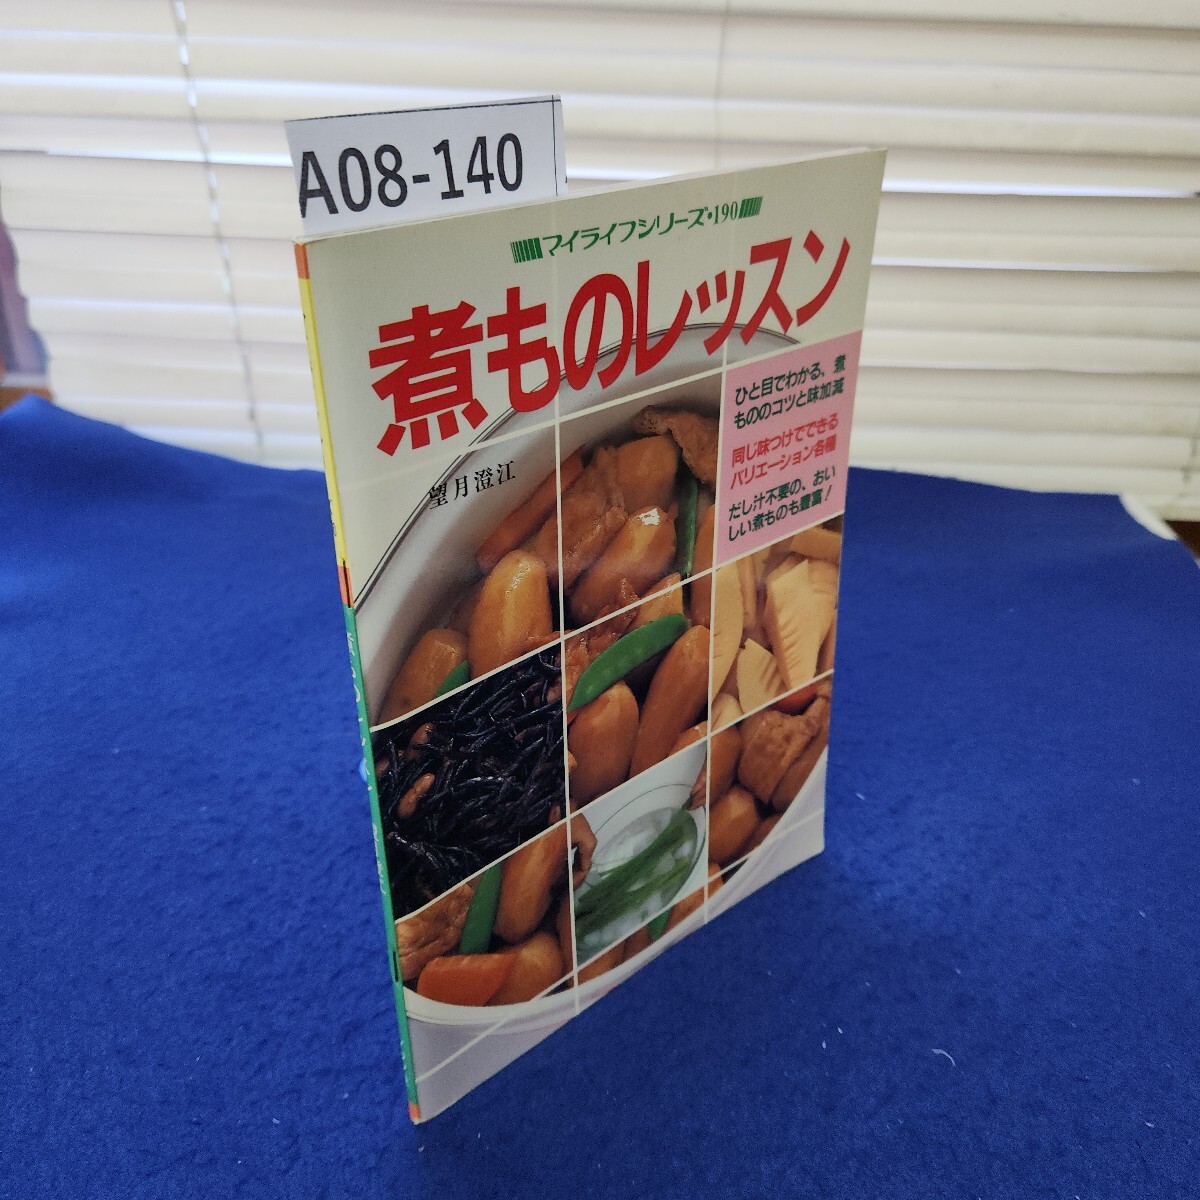 A08-140
マイライフシリーズ・190
煮ものレッスン
望月澄江
ひと目でわかる、煮
もののコツと味加減
同じ味つけでできる
バリエーション各種
だし汁不要の、おい
しい煮ものも豊富!